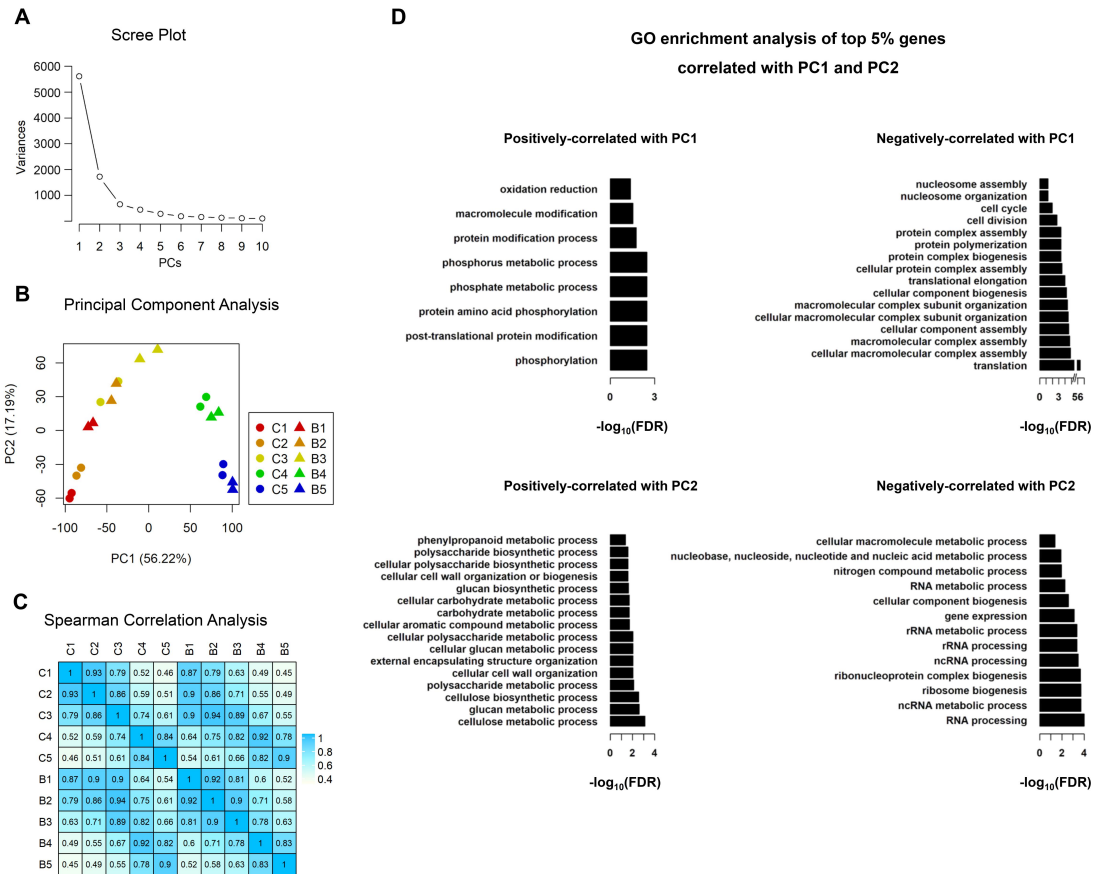 A
Scree Plot
6000
5000
4000
3000
2000
1000
Variances
1 2 3 4 5 6 7 8 9 10
PCs
B
Principal Component Analysis
60
30
0
-30
-60
PC2 (17.19%)
-100 -50 0 50 100
PC1 (56.22%)
C1 B1
C2 B2
C3 B3
C4 B4
C5 B5
C
Spearman Correlation Analysis
C1 C2 C3 C4 C5 B1 B2 B3 B4 B5
C1 1 0.93 0.79 0.52 0.46 0.87 0.79 0.63 0.49 0.45
C2 0.93 1 0.86 0.59 0.51 0.9 0.86 0.71 0.55 0.49
C3 0.79 0.86 1 0.74 0.61 0.9 0.94 0.89 0.67 0.55
C4 0.52 0.59 0.74 1 0.84 0.64 0.75 0.82 0.92 0.78
C5 0.46 0.51 0.61 0.84 1 0.54 0.61 0.66 0.82 0.9
B1 0.87 0.9 0.9 0.64 0.54 1 0.92 0.81 0.6 0.52
B2 0.79 0.86 0.94 0.75 0.61 0.92 1 0.9 0.71 0.58
B3 0.63 0.71 0.89 0.82 0.66 0.81 0.9 1 0.78 0.63
B4 0.49 0.55 0.67 0.92 0.82 0.6 0.71 0.78 1 0.83
B5 0.45 0.49 0.55 0.78 0.9 0.52 0.58 0.63 0.83 1
1
0.8
0.6
0.4
D
GO enrichment analysis of top 5% genes
correlated with PC1 and PC2
Positively-correlated with PC1
oxidation reduction
macromolecule modification
protein modification process
phosphorus metabolic process
phosphate metabolic process
protein amino acid phosphorylation
post-translational protein modification
phosphorylation
0 3
-log10(FDR)
Negatively-correlated with PC1
nucleosome assembly
nucleosome organization
cell cycle
cell division
protein complex assembly
protein polymerization
protein complex biogenesis
cellular protein complex assembly
translational elongation
cellular component biogenesis
macromolecular complex subunit organization
cellular macromolecular complex subunit organization
cellular component assembly
macromolecular complex assembly
cellular macromolecular complex assembly
translation
0 3 56
-log10(FDR)
Positively-correlated with PC2
phenylpropanoid metabolic process
polysaccharide biosynthetic process
cellular polysaccharide biosynthetic process
cellular cell wall organization or biogenesis
glucan biosynthetic process
cellular carbohydrate metabolic process
carbohydrate metabolic process
cellular aromatic compound metabolic process
cellular polysaccharide metabolic process
cellular glucan metabolic process
external encapsulating structure organization
cellular cell wall organization
polysaccharide metabolic process
cellulose biosynthetic process
glucan metabolic process
cellulose metabolic process
0 2 4
-log10(FDR)
Negatively-correlated with PC2
cellular macromolecule metabolic process
nucleobase, nucleoside, nucleotide and nucleic acid metabolic process
nitrogen compound metabolic process
RNA metabolic process
cellular component biogenesis
gene expression
rRNA metabolic process
rRNA processing
ncRNA processing
ribonucleoprotein complex biogenesis
ribosome biogenesis
ncRNA metabolic process
RNA processing
0 2 4
-log10(FDR)